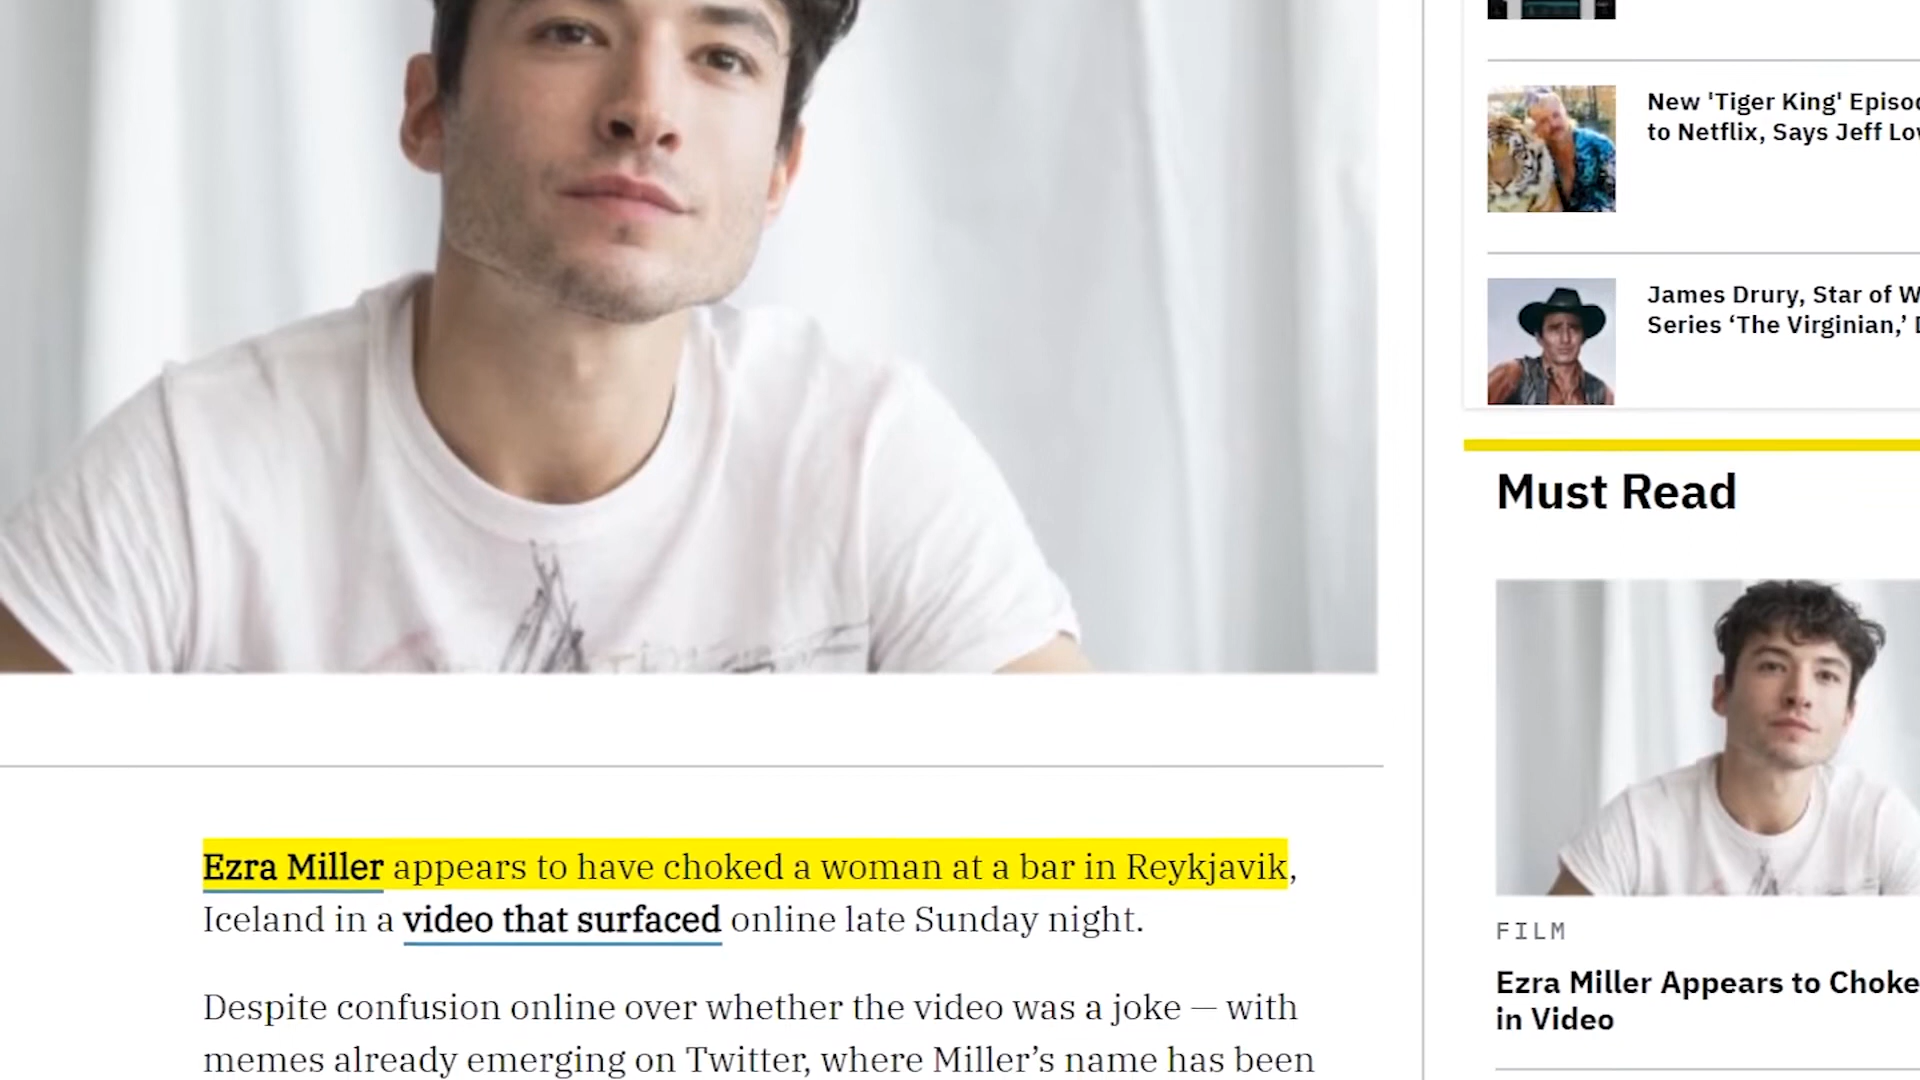 New 'Tiger King' Episo
to Netflix, Says Jeff Lo
James Drury, Star of W
Series ‘The Virginian,’
Must Read
FILM
Ezra Miller Appears to Choke
in Video
Ezra Miller appears to have choked a woman at a bar in Reykjavik,
Iceland in a video that surfaced online late Sunday night.
Despite confusion online over whether the video was a joke — with
memes already emerging on Twitter, where Miller’s name has been